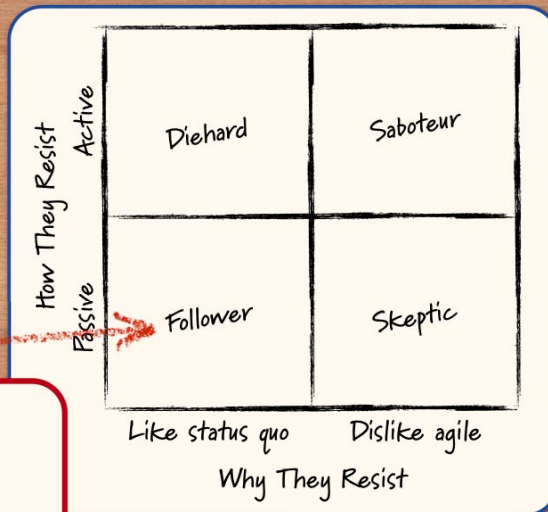 How They Resist
Active
Diehard
Saboteur
Passive
Follower
Skeptic
Like status quo
Dislike agile
Why They Resist